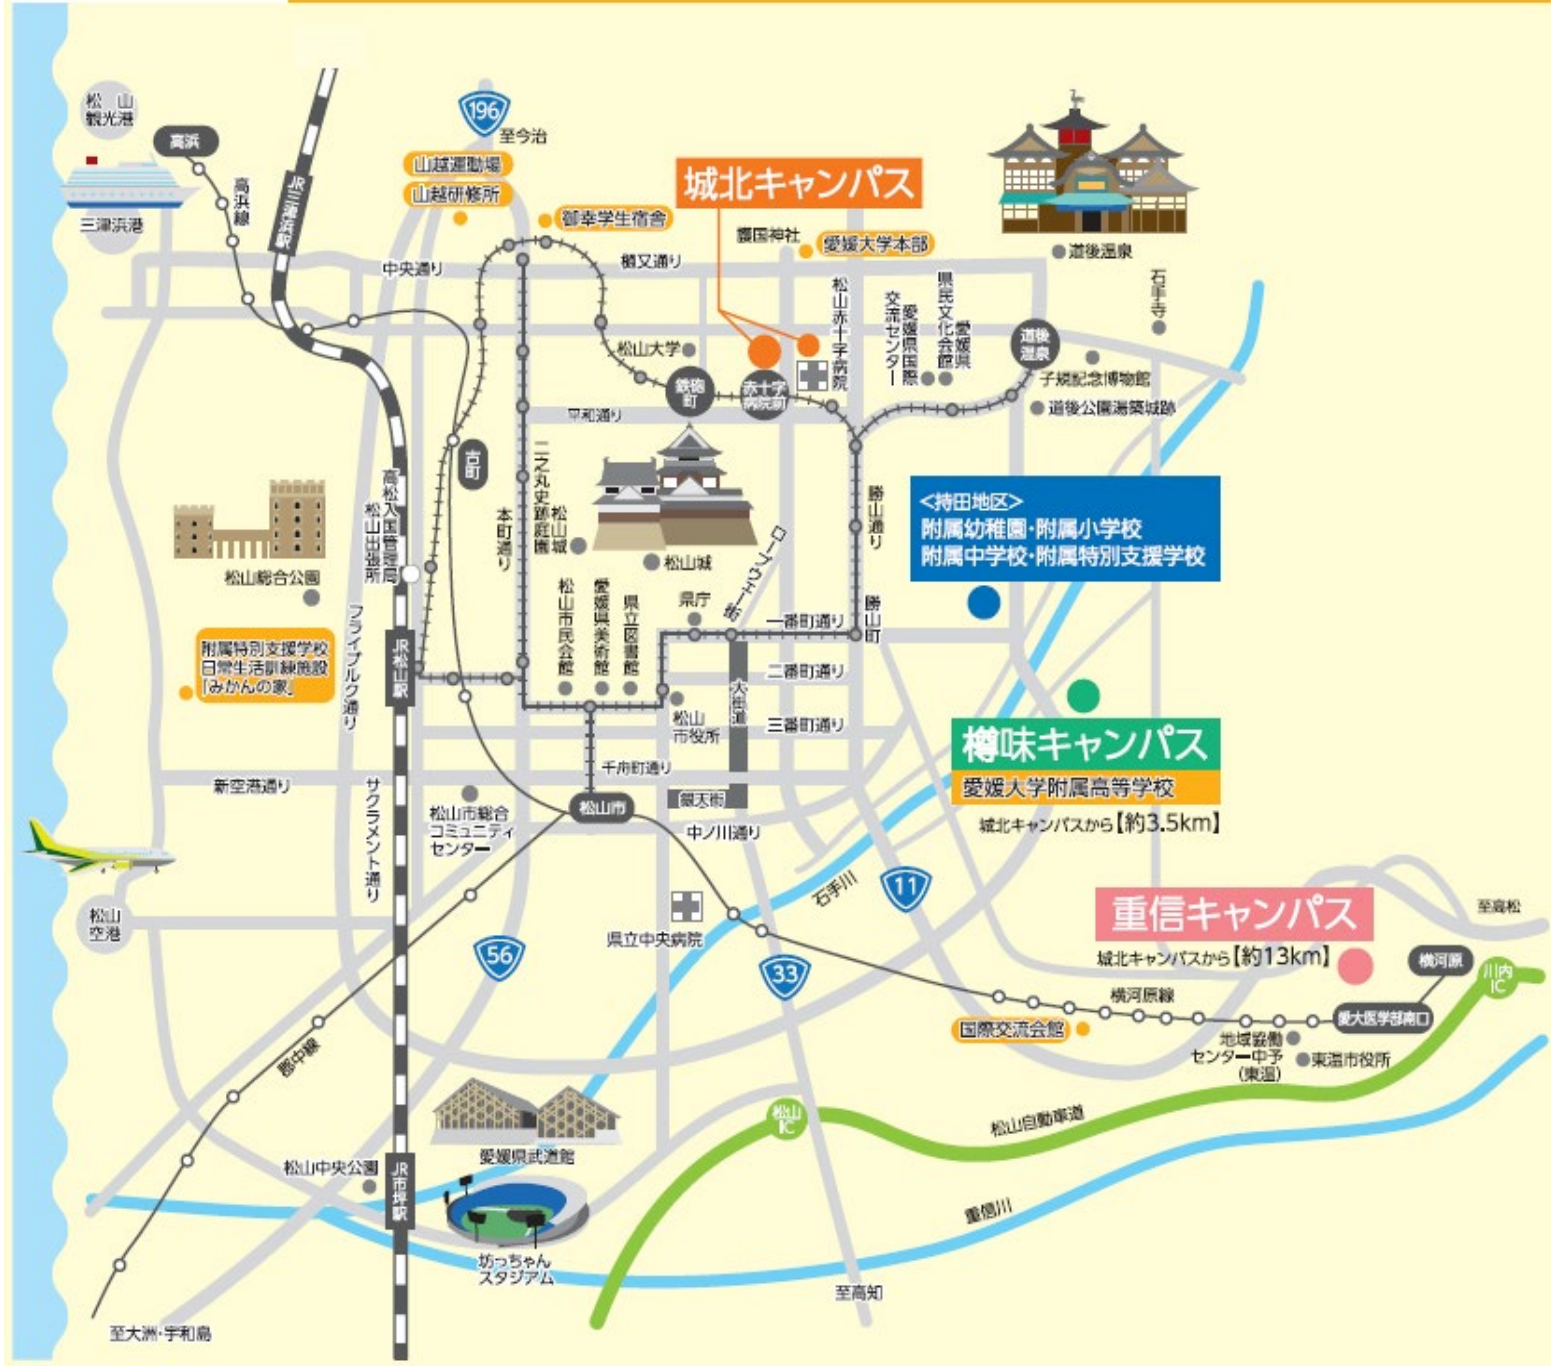 松山
観光港
高浜
三津浜港
高浜線
JR三津浜駅
196
至今治
山越運動場
山越研修所
御幸学生宿舎
城北キャンパス
護国神社
愛媛大学本部
道後温泉
中央通り
樋又通り
松山赤十字病院
愛媛県国際
交流センター
愛媛県
県民文化会館
石手寺
道後
温泉
子規記念博物館
道後公園湯築城跡
松山大学
鉄砲
町
赤十字
病院前
平和通り
古町
高松入国管理局
松山出張所
本町通り
二之丸史跡庭園
松山城
松山城
ロープウェー街
勝山通り
<持田地区>
附属幼稚園・附属小学校
附属中学校・附属特別支援学校
松山総合公園
フライブルク通り
附属特別支援学校
日常生活訓練施設
「みかんの家」
JR松山駅
松山市民会館
愛媛県美術館
県立図書館
県庁
一番町通り
勝山町
二番町通り
大街道
三番町通り
松山
市役所
千舟町通り
銀天街
松山市
中ノ川通り
新空港通り
サクラメント通り
松山市総合
コミュニティ
センター
樽味キャンパス
愛媛大学附属高等学校
城北キャンパスから【約3.5km】
石手川
11
松山
空港
56
県立中央病院
33
重信キャンパス
城北キャンパスから【約13km】
至高松
横河原
川内
IC
横河原線
愛大医学部南口
国際交流会館
地域協働
センター中予
(東温)
東温市役所
郡中線
松山
IC
松山自動車道
愛媛県武道館
松山中央公園
JR市坪駅
坊っちゃん
スタジアム
重信川
至高知
至大洲・宇和島